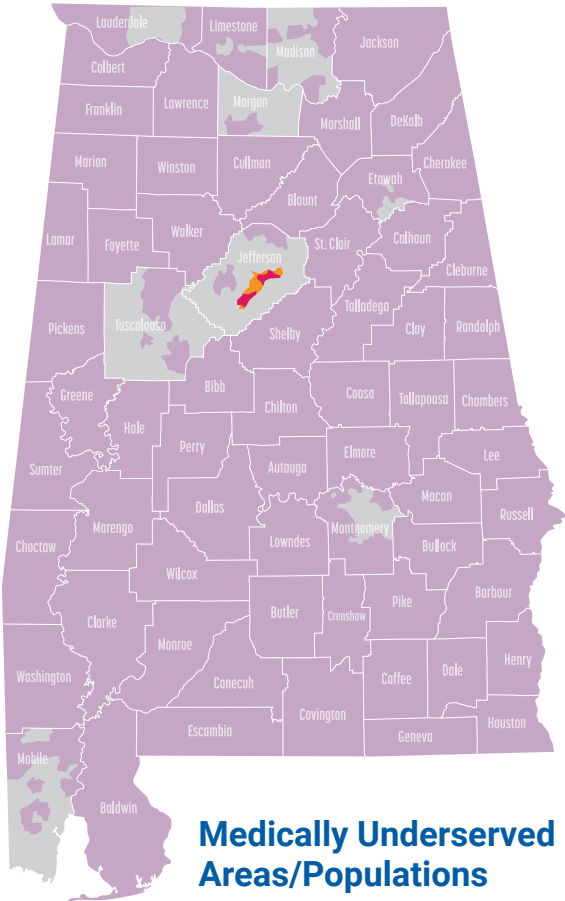 Lauderdale
Limestone
Madison
Jackson
Colbert
Franklin
Lawrence
Morgan
Marshall
DeKalb
Marion
Winston
Cullman
Etowah
Cherokee
Blount
Lamar
Fayette
Walker
Jefferson
St. Clair
Calhoun
Cleburne
Pickens
Tuscaloosa
Shelby
Talladega
Clay
Randolph
Greene
Hale
Bibb
Chilton
Coosa
Tallapoosa
Chambers
Sumter
Perry
Autauga
Elmore
Lee
Choctaw
Marengo
Dallas
Lowndes
Montgomery
Macon
Russell
Bullock
Wilcox
Clarke
Butler
Crenshaw
Pike
Barbour
Washington
Monroe
Conecuh
Covington
Coffee
Dale
Henry
Escambia
Geneva
Houston
Mobile
Baldwin
Medically Underserved
Areas/Populations